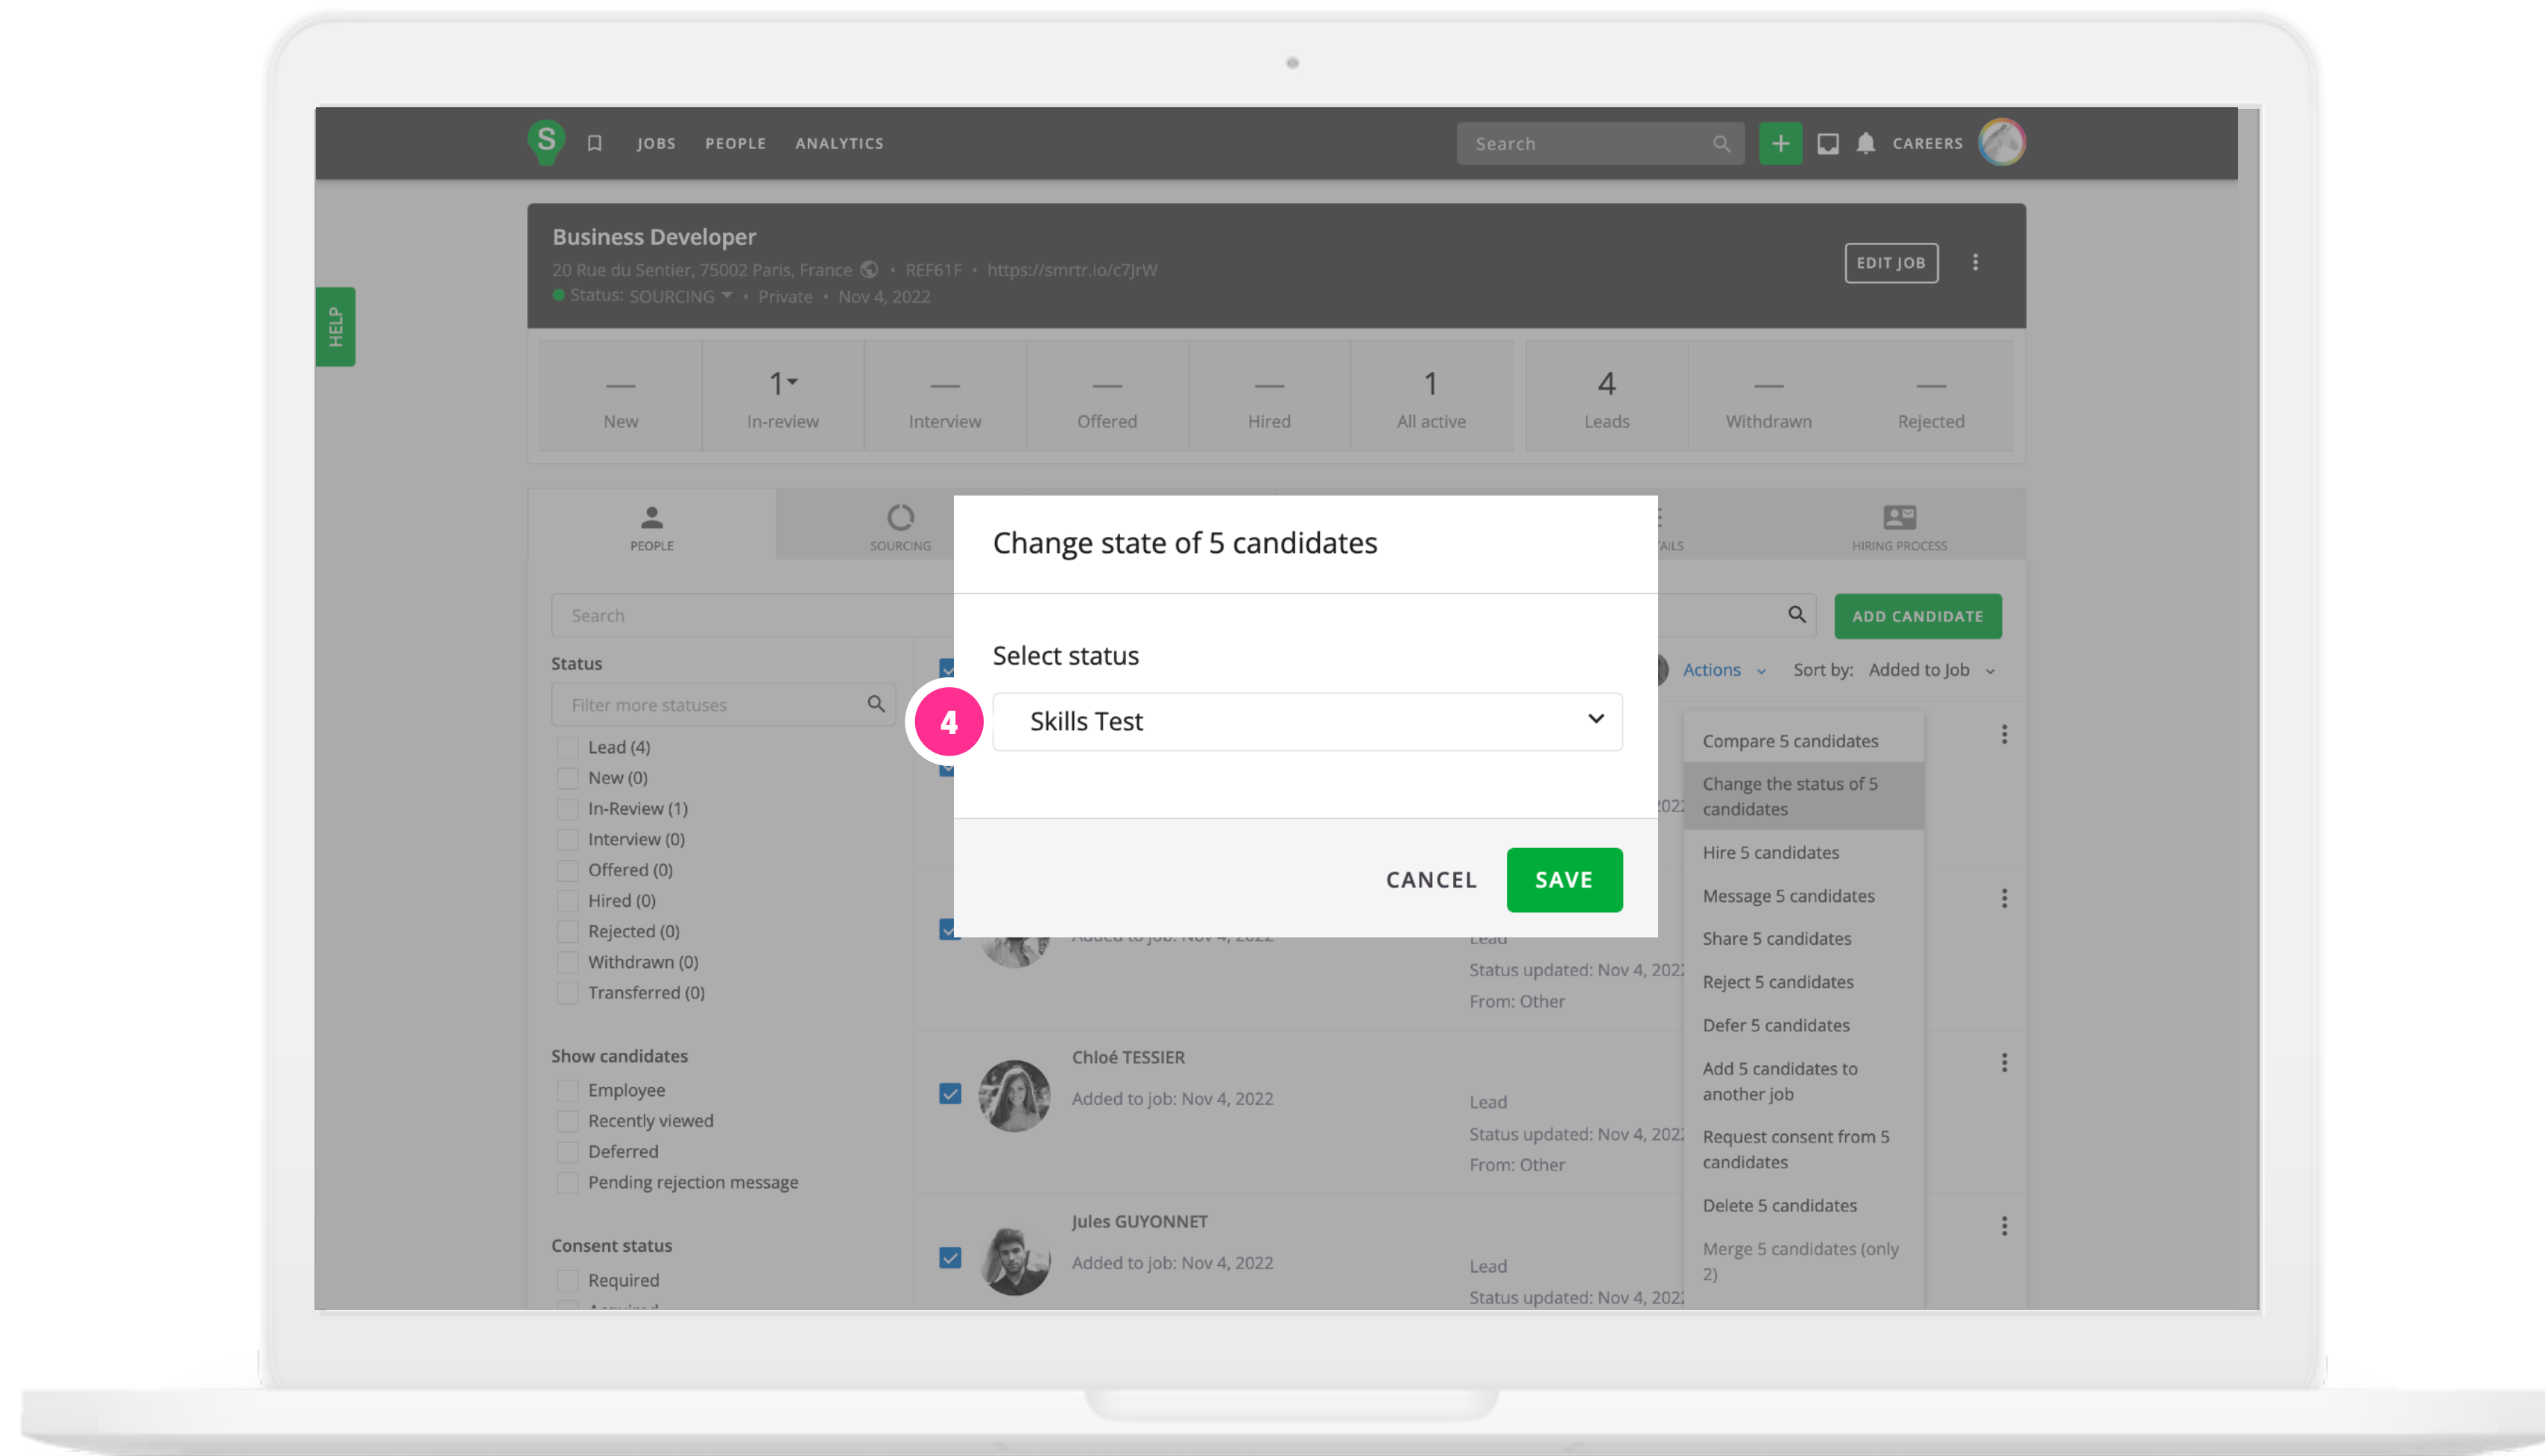 S
JOBS PEOPLE ANALYTICS
Search
CAREERS
Business Developer
20 Rue du Sentier, 75002 Paris, France • REF61F • https://smrtr.io/c7JrW
Status: SOURCING • Private • Nov 4, 2022
EDIT JOB
HELP
— 1 — — — 1 4 — —
New In-review Interview Offered Hired All active Leads Withdrawn Rejected
PEOPLE
SOURCING
HIRING PROCESS
Change state of 5 candidates
Select status
4
Skills Test
CANCEL
SAVE
Search
ADD CANDIDATE
Actions Sort by: Added to Job
Status
Filter more statuses
Lead (4)
New (0)
In-Review (1)
Interview (0)
Offered (0)
Hired (0)
Rejected (0)
Withdrawn (0)
Transferred (0)
Show candidates
Employee
Recently viewed
Deferred
Pending rejection message
Consent status
Required
Added to job: Nov 4, 2022
Lead
Status updated: Nov 4, 202
From: Other
Chloé TESSIER
Added to job: Nov 4, 2022
Lead
Status updated: Nov 4, 202
From: Other
Jules GUYONNET
Added to job: Nov 4, 2022
Lead
Status updated: Nov 4, 202
Compare 5 candidates
Change the status of 5
candidates
Hire 5 candidates
Message 5 candidates
Share 5 candidates
Reject 5 candidates
Defer 5 candidates
Add 5 candidates to
another job
Request consent from 5
candidates
Delete 5 candidates
Merge 5 candidates (only
2)